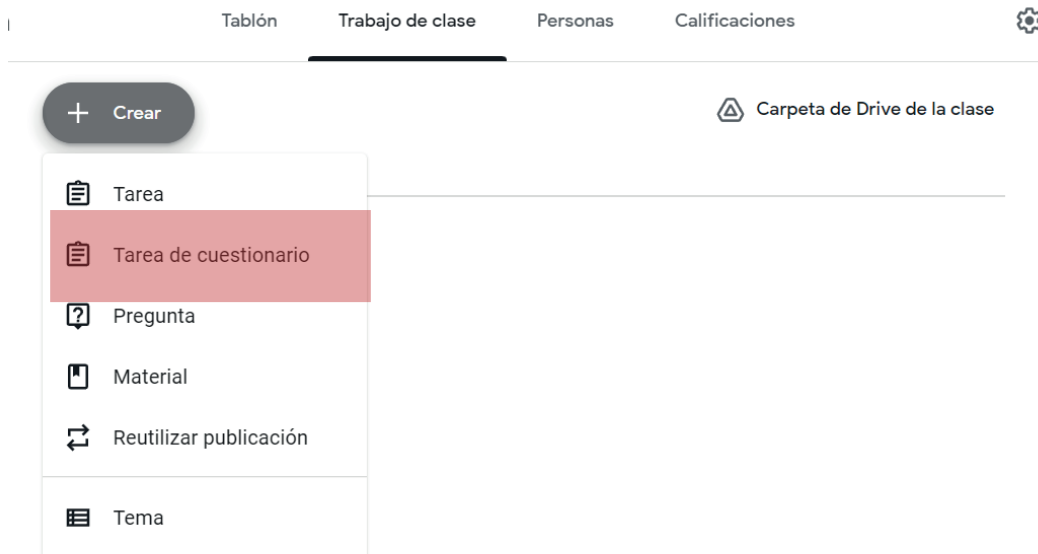 Tablón Trabajo de clase Personas Calificaciones
Crear Carpeta de Drive de la clase
Tarea
Tarea de cuestionario
Pregunta
Material
Reutilizar publicación
Tema